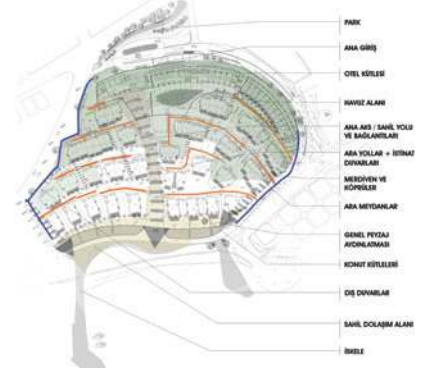 PARK
ANA GİRİŞ
OTEL KÜTLESİ
HAVUZ ALANI
ANA AKS / SAHİL YOLU
VE BAĞLANTILARI
ARA YOLLAR + İSTİNAT
DUVARLARI
MERDİVEN VE
KÖPRÜLER
ARA MEYDANLAR
GENEL PEYZAJ
AYDINLATMASI
KONUT KÜTLELERİ
DIŞ DUVARLAR
SAHİL DOLAŞIM ALANI
İSKELE